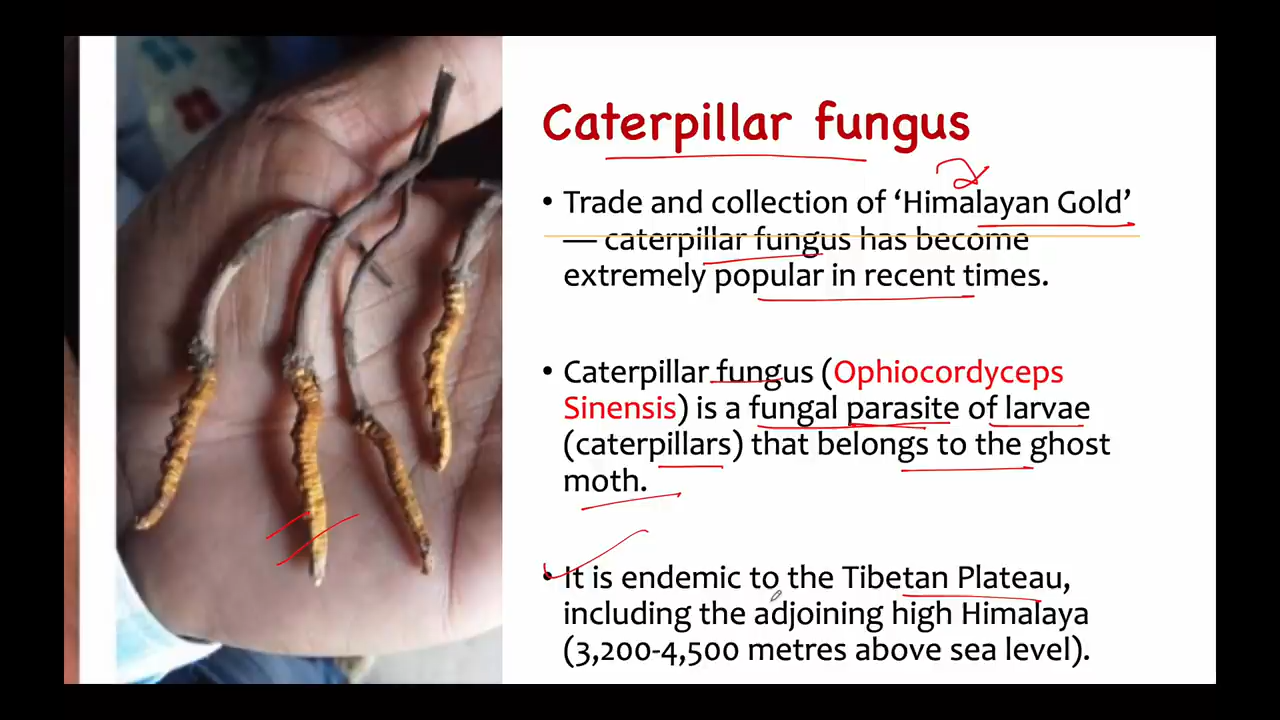 Caterpillar fungus
• Trade and collection of ‘Himalayan Gold’
— caterpillar fungus has become
extremely popular in recent times.
• Caterpillar fungus (Ophiocordyceps
Sinensis) is a fungal parasite of larvae
(caterpillars) that belongs to the ghost
moth.
• It is endemic to the Tibetan Plateau,
including the adjoining high Himalaya
(3,200-4,500 metres above sea level).